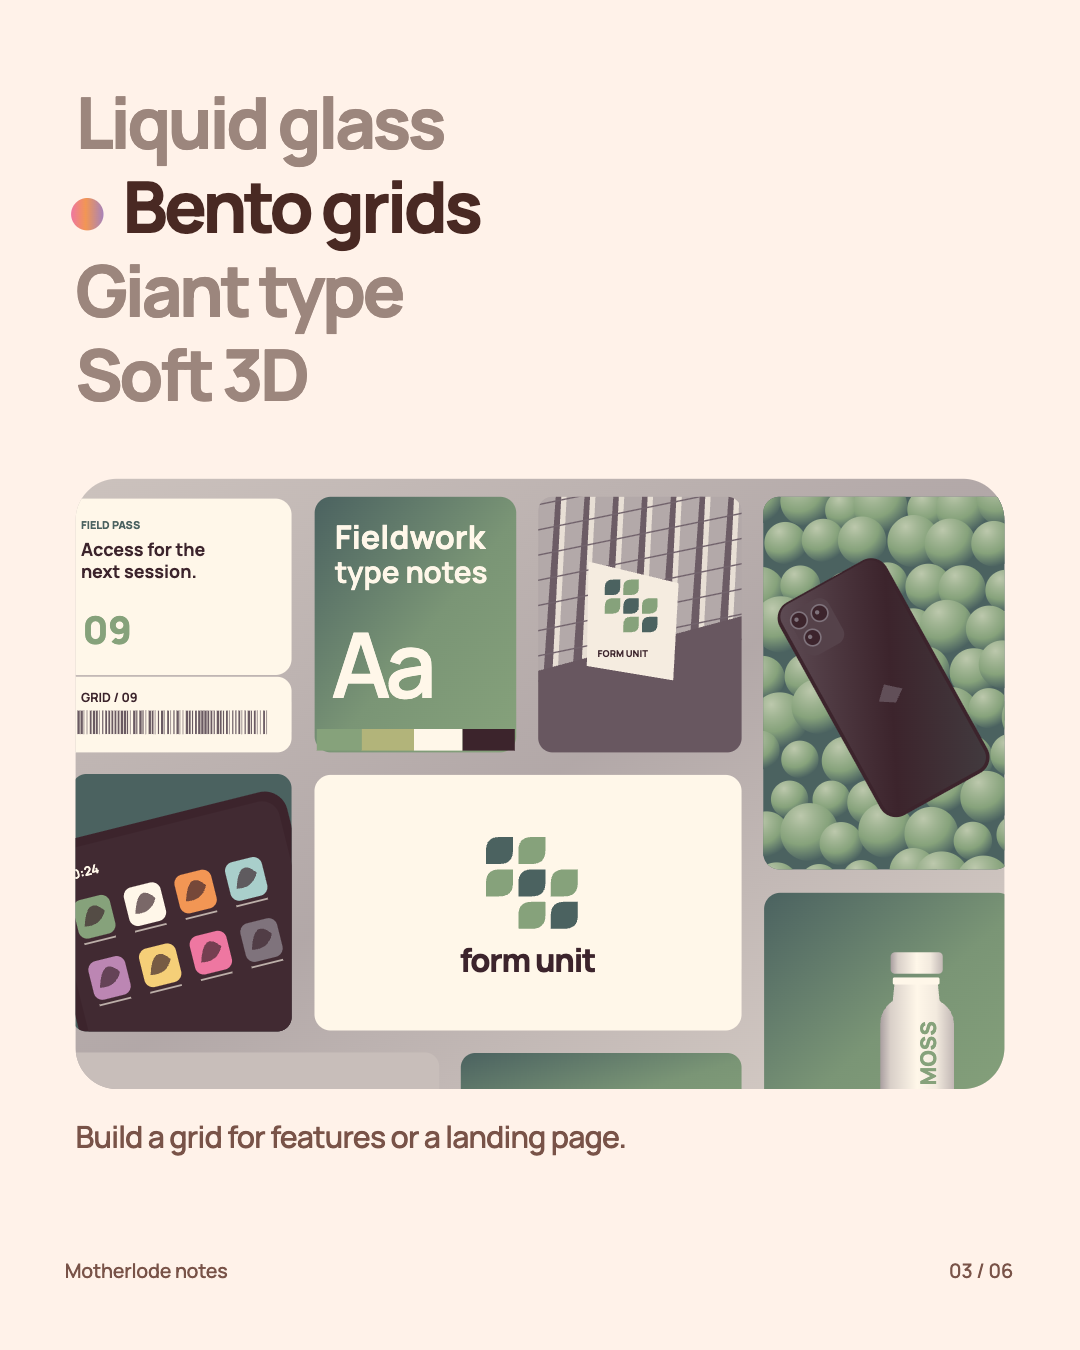 Liquid glass
Bento grids
Giant type
Soft 3D
FIELD PASS
Access for the
next session.
09
GRID / 09
Fieldwork
type notes
Aa
FORM UNIT
0:24
form unit
MOSS
Build a grid for features or a landing page.
Motherlode notes
03 / 06